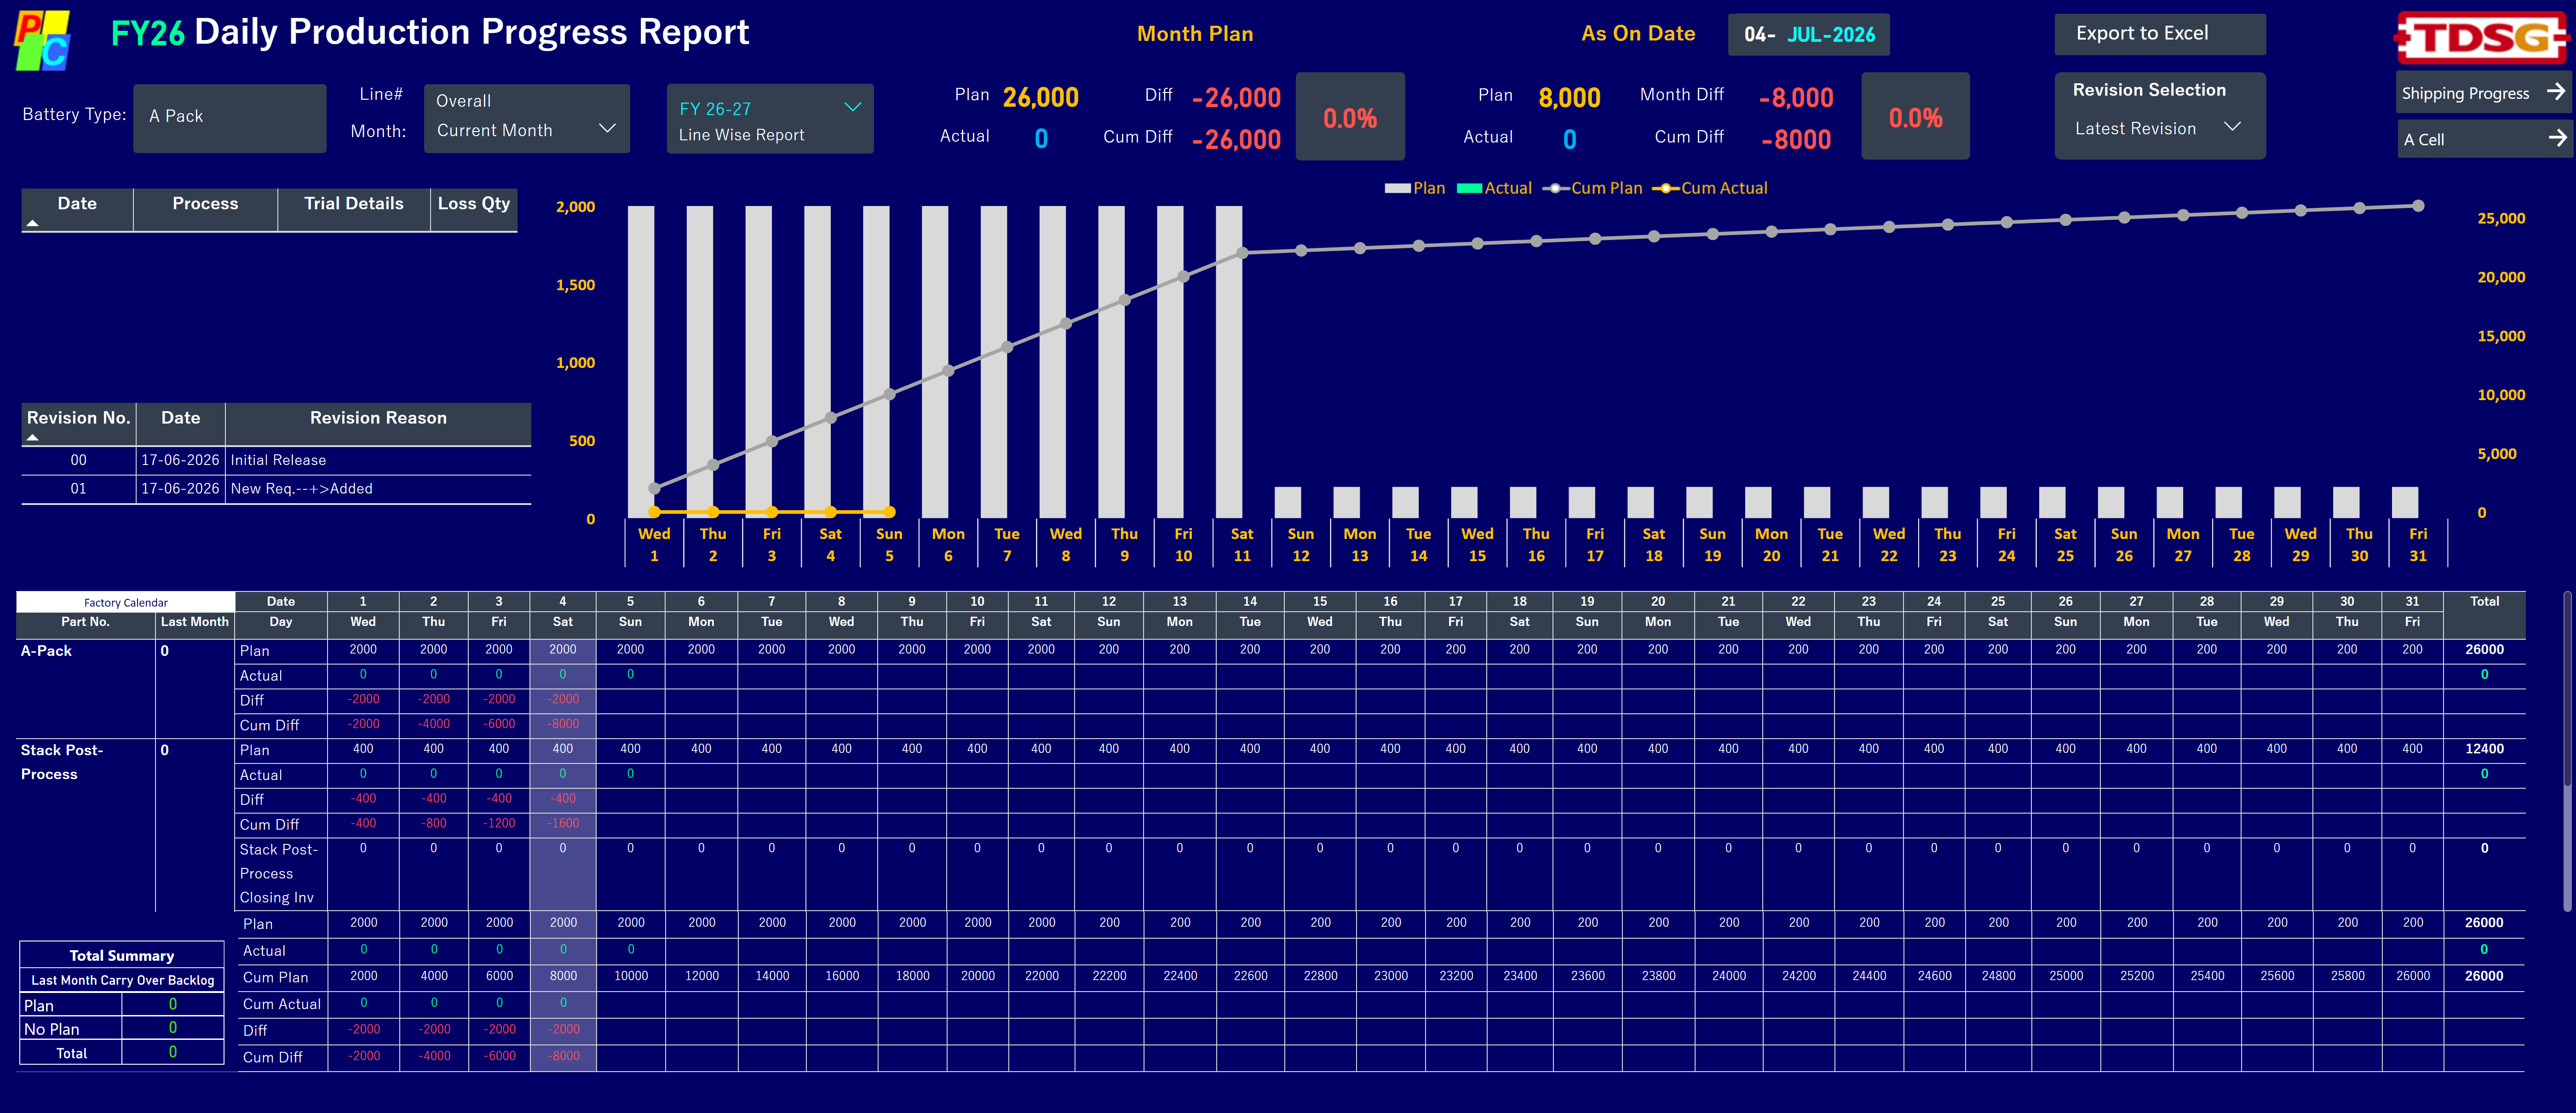 PC
FY26 Daily Production Progress Report
Month Plan
As On Date
04- JUL-2026
Export to Excel
TDSG
Battery Type: A Pack
Line# Overall
Month: Current Month
FY 26-27
Line Wise Report
Plan 26,000 Diff -26,000 0.0%
Actual 0 Cum Diff -26,000
Plan 8,000 Month Diff -8,000 0.0%
Actual 0 Cum Diff -8000
Revision Selection
Latest Revision
Shipping Progress
A Cell
Date Process Trial Details Loss Qty
Revision No. Date Revision Reason
00 17-06-2026 Initial Release
01 17-06-2026 New Req.--+>Added
Plan Actual Cum Plan Cum Actual
2,000
1,500
1,000
500
0
25,000
20,000
15,000
10,000
5,000
0
Wed Thu Fri Sat Sun Mon Tue Wed Thu Fri Sat Sun Mon Tue Wed Thu Fri Sat Sun Mon Tue Wed Thu Fri Sat Sun Mon Tue Wed Thu Fri
1 2 3 4 5 6 7 8 9 10 11 12 13 14 15 16 17 18 19 20 21 22 23 24 25 26 27 28 29 30 31
Factory Calendar Date 1 2 3 4 5 6 7 8 9 10 11 12 13 14 15 16 17 18 19 20 21 22 23 24 25 26 27 28 29 30 31 Total
Part No. Last Month Day Wed Thu Fri Sat Sun Mon Tue Wed Thu Fri Sat Sun Mon Tue Wed Thu Fri Sat Sun Mon Tue Wed Thu Fri Sat Sun Mon Tue Wed Thu Fri
A-Pack 0 Plan 2000 2000 2000 2000 2000 2000 2000 2000 2000 2000 2000 200 200 200 200 200 200 200 200 200 200 200 200 200 200 200 200 200 200 200 200 26000
Actual 0 0 0 0 0 0
Diff -2000 -2000 -2000 -2000
Cum Diff -2000 -4000 -6000 -8000
Stack Post-Process 0 Plan 400 400 400 400 400 400 400 400 400 400 400 400 400 400 400 400 400 400 400 400 400 400 400 400 400 400 400 400 400 400 400 12400
Actual 0 0 0 0 0 0
Diff -400 -400 -400 -400
Cum Diff -400 -800 -1200 -1600
Stack Post-Process Closing Inv 0 0 0 0 0 0 0 0 0 0 0 0 0 0 0 0 0 0 0 0 0 0 0 0 0 0 0 0 0 0 0 0
Plan 2000 2000 2000 2000 2000 2000 2000 2000 2000 2000 2000 200 200 200 200 200 200 200 200 200 200 200 200 200 200 200 200 200 200 200 200 26000
Actual 0 0 0 0 0 0
Cum Plan 2000 4000 6000 8000 10000 12000 14000 16000 18000 20000 22000 22200 22400 22600 22800 23000 23200 23400 23600 23800 24000 24200 24400 24600 24800 25000 25200 25400 25600 25800 26000 26000
Cum Actual 0 0 0 0
Diff -2000 -2000 -2000 -2000
Cum Diff -2000 -4000 -6000 -8000
Total Summary
Last Month Carry Over Backlog
Plan 0
No Plan 0
Total 0